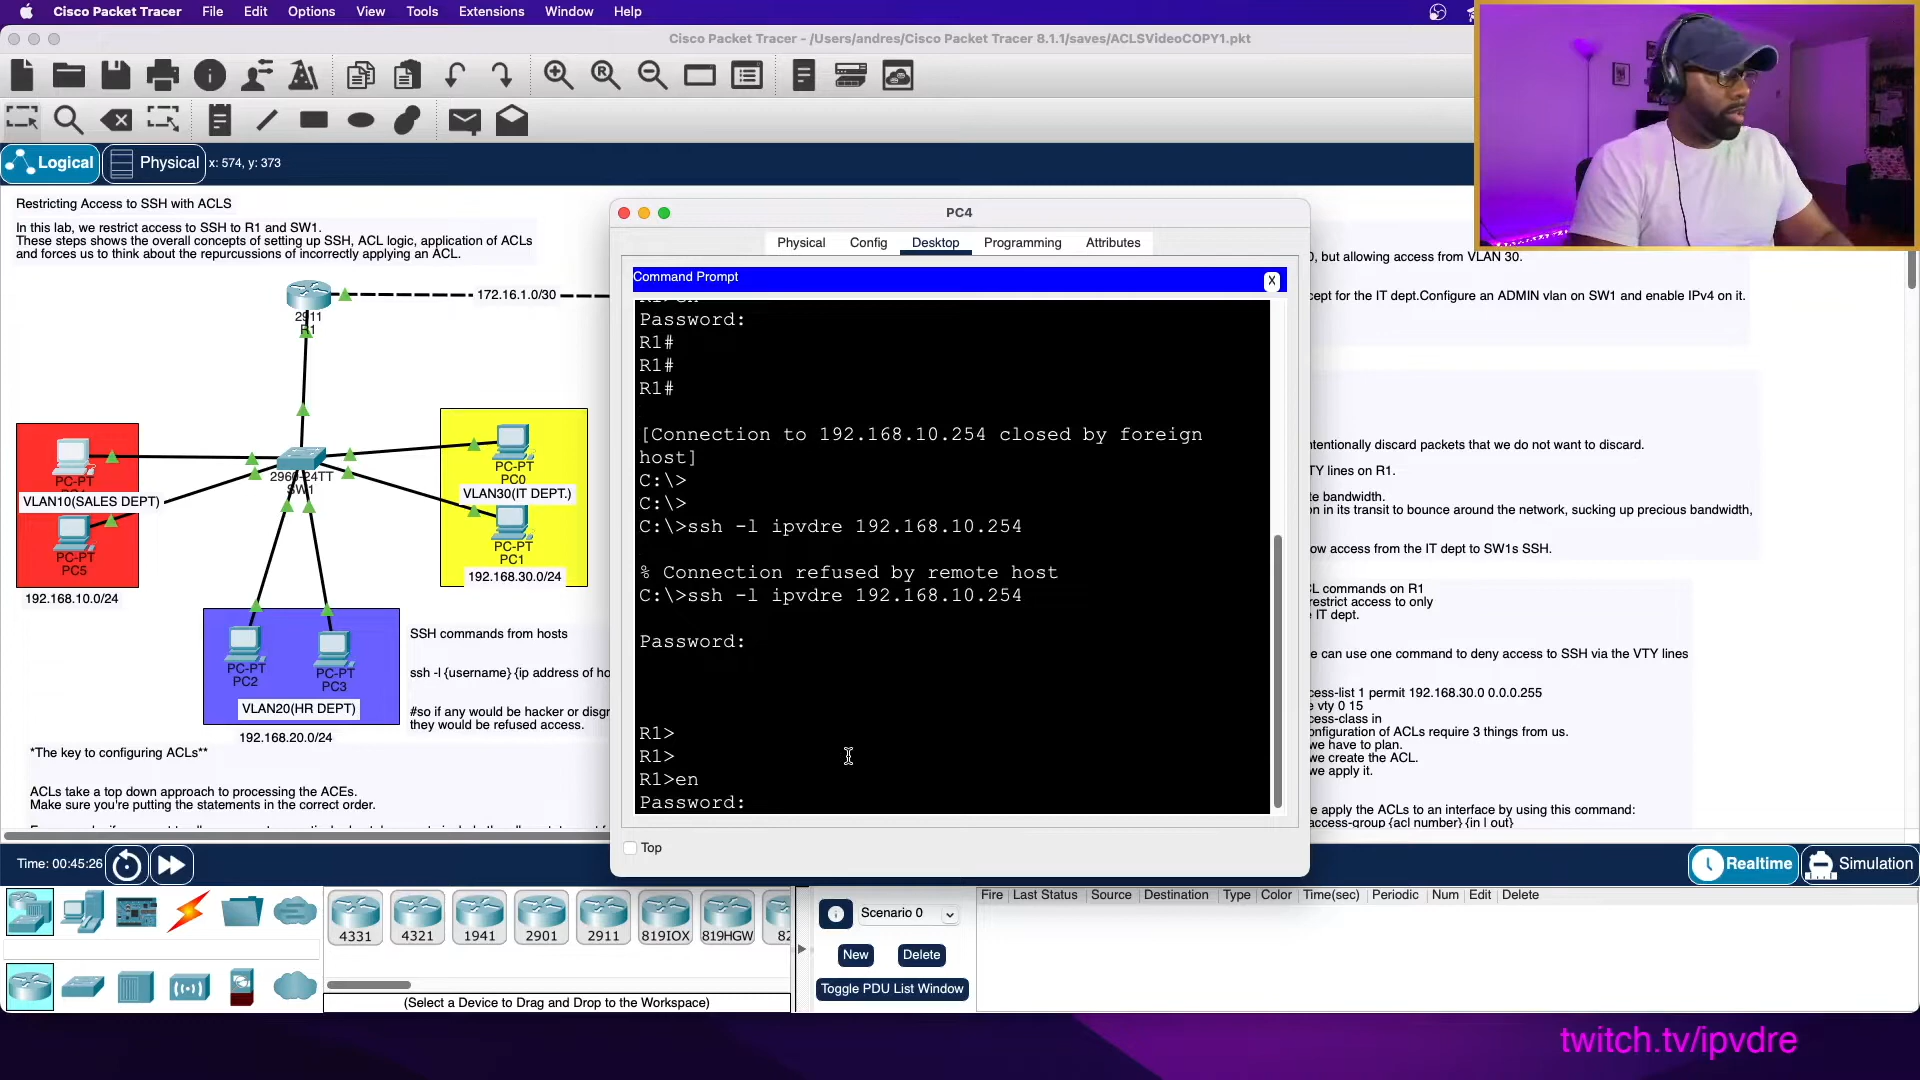 Cisco Packet Tracer File Edit Options View Tools Extensions Window Help
Cisco Packet Tracer - /Users/andres/Cisco Packet Tracer 8.1.1/saves/ACLSVideoCOPY1.pkt
Logical Physical x: 574, y: 373
Restricting Access to SSH with ACLS
In this lab, we restrict access to SSH to R1 and SW1.
These steps shows the overall concepts of setting up SSH, ACL logic, application of ACLs
and forces us to think about the repurcussions of incorrectly applying an ACL.
172.16.1.0/30
2911
R1
2960-24TT
SW1
PC-PT
VLAN10(SALES DEPT)
PC-PT
PC5
192.168.10.0/24
PC-PT
PC0
VLAN30(IT DEPT.)
PC-PT
PC1
192.168.30.0/24
PC-PT
PC2
PC-PT
PC3
VLAN20(HR DEPT)
192.168.20.0/24
SSH commands from hosts
ssh -l {username} {ip address of ho
#so if any would be hacker or disgr
they would be refused access.
*The key to configuring ACLs**
ACLs take a top down approach to processing the ACEs.
Make sure you're putting the statements in the correct order.
PC4
Physical Config Desktop Programming Attributes
Command Prompt X
Password:
R1#
R1#
R1#
[Connection to 192.168.10.254 closed by foreign
host]
C:\>
C:\>
C:\>ssh -l ipvdre 192.168.10.254
% Connection refused by remote host
C:\>ssh -l ipvdre 192.168.10.254
Password:
R1>
R1>
R1>en
Password:
Top
0, but allowing access from VLAN 30.
cept for the IT dept.Configure an ADMIN vlan on SW1 and enable IPv4 on it.
ntentionally discard packets that we do not want to discard.
TY lines on R1.
te bandwidth.
on in its transit to bounce around the network, sucking up precious bandwidth,
ow access from the IT dept to SW1s SSH.
CL commands on R1
restrict access to only
IT dept.
e can use one command to deny access to SSH via the VTY lines
cess-list 1 permit 192.168.30.0 0.0.0.255
e vty 0 15
cess-class in
onfiguration of ACLs require 3 things from us.
we have to plan.
we create the ACL.
we apply it.
e apply the ACLs to an interface by using this command:
access-group {acl number} {in | out}
Time: 00:45:26
Realtime Simulation
4331 4321 1941 2901 2911 819IOX 819HGW 82
(Select a Device to Drag and Drop to the Workspace)
Scenario 0
New Delete
Toggle PDU List Window
Fire Last Status Source Destination Type Color Time(sec) Periodic Num Edit Delete
twitch.tv/ipvdre